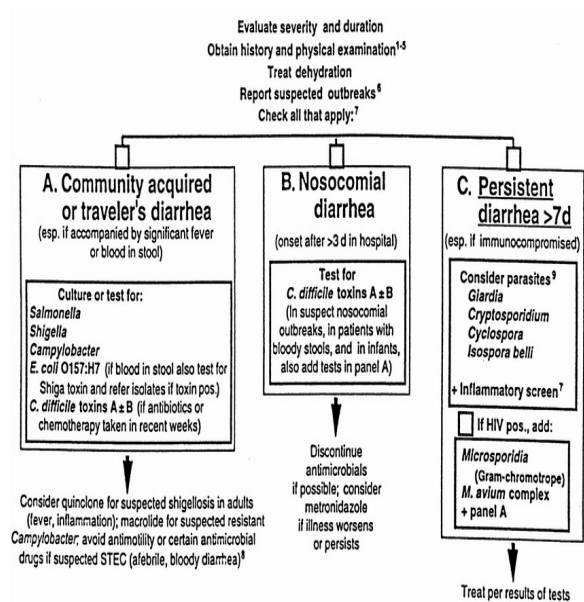 Evaluate severity and duration
Obtain history and physical examination1-5
Treat dehydration
Report suspected outbreaks6
Check all that apply:7
A. Community acquired
or traveler's diarrhea
(esp. if accompanied by significant fever
or blood in stool)
Culture or test for:
Salmonella
Shigella
Campylobacter
E. coli O157:H7 (if blood in stool also test for
Shiga toxin and refer isolates if toxin pos.)
C. difficile toxins A ± B (if antibiotics or
chemotherapy taken in recent weeks)
Consider quinclone for suspected shigellosis in adults
(fever, inflammation); macrolide for suspected resistant
Campylobacter; avoid antimotility or certain antimicrobial
drugs if suspected STEC (afebrile, bloody diarrhea)8
B. Nosocomial
diarrhea
(onset after >3 d in hospital)
Test for
C. difficile toxins A ± B
(In suspect nosocomial
outbreaks, in patients with
bloody stools, and in infants,
also add tests in panel A)
Discontinue
antimicrobials
if possible; consider
metronidazole
if illness worsens
or persists
C. Persistent
diarrhea >7d
(esp. if immunocompromised)
Consider parasites9
Giardia
Cryptosporidium
Cyclospora
Isospora belli
+ Inflammatory screen7
If HIV pos., add:
Microsporidia
(Gram-chromotrope)
M. avium complex
+ panel A
Treat per results of tests